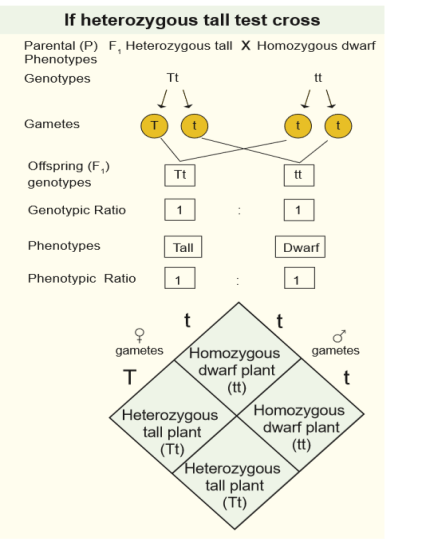 If heterozygous tall test cross
Parental (P) F₁ Heterozygous tall X Homozygous dwarf
Phenotypes
Genotypes Tt tt
Gametes T t t t
Offspring (F₁)
genotypes Tt tt
Genotypic Ratio 1 : 1
Phenotypes Tall Dwarf
Phenotypic Ratio 1 : 1
t t
♀ ♂
gametes gametes
T t
Homozygous
dwarf plant
(tt)
Heterozygous
tall plant
(Tt)
Homozygous
dwarf plant
(tt)
Heterozygous
tall plant
(Tt)